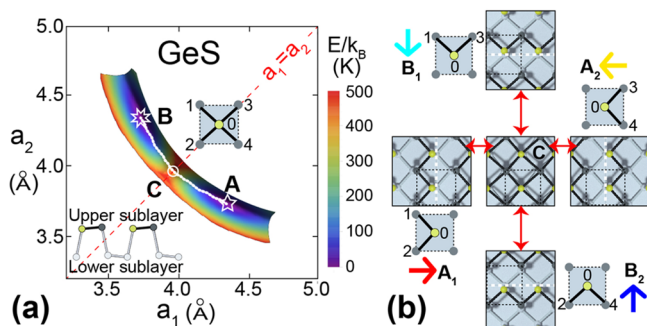 GeS
a1=a2
E/kB
(K)
500
400
300
200
100
0
5.0
4.5
4.0
3.5
a2
(Å)
B
C
A
1
3
0
2
4
Upper sublayer
Lower sublayer
3.5
4.0
4.5
5.0
a1(Å)
(a)
B1
1
3
0
A2
3
0
4
C
1
0
2
A1
0
2
4
B2
(b)